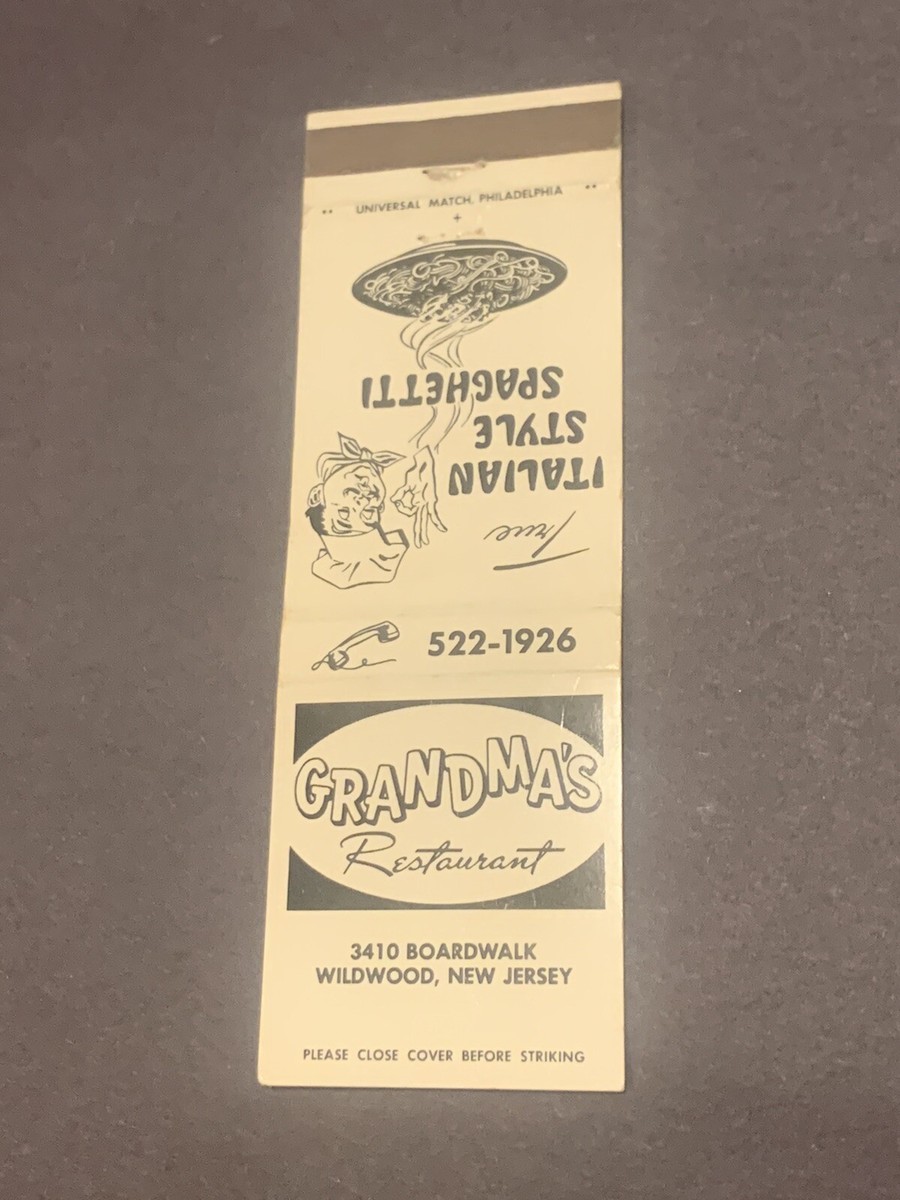 UNIVERSAL MATCH, PHILADELPHIA
True
ITALIAN
STYLE
SPAGHETTI
522-1926
GRANDMA'S
Restaurant
3410 BOARDWALK
WILDWOOD, NEW JERSEY
PLEASE CLOSE COVER BEFORE STRIKING